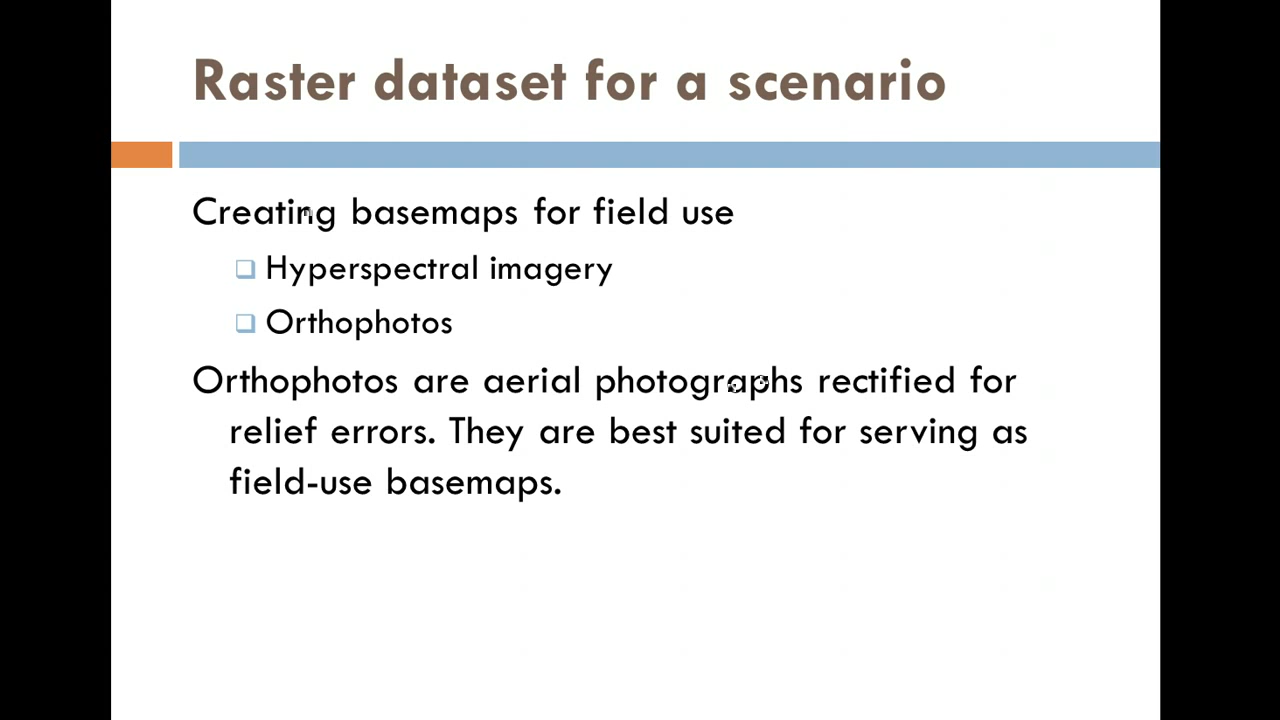 Raster dataset for a scenario
Creating basemaps for field use
Hyperspectral imagery
Orthophotos
Orthophotos are aerial photographs rectified for
relief errors. They are best suited for serving as
field-use basemaps.